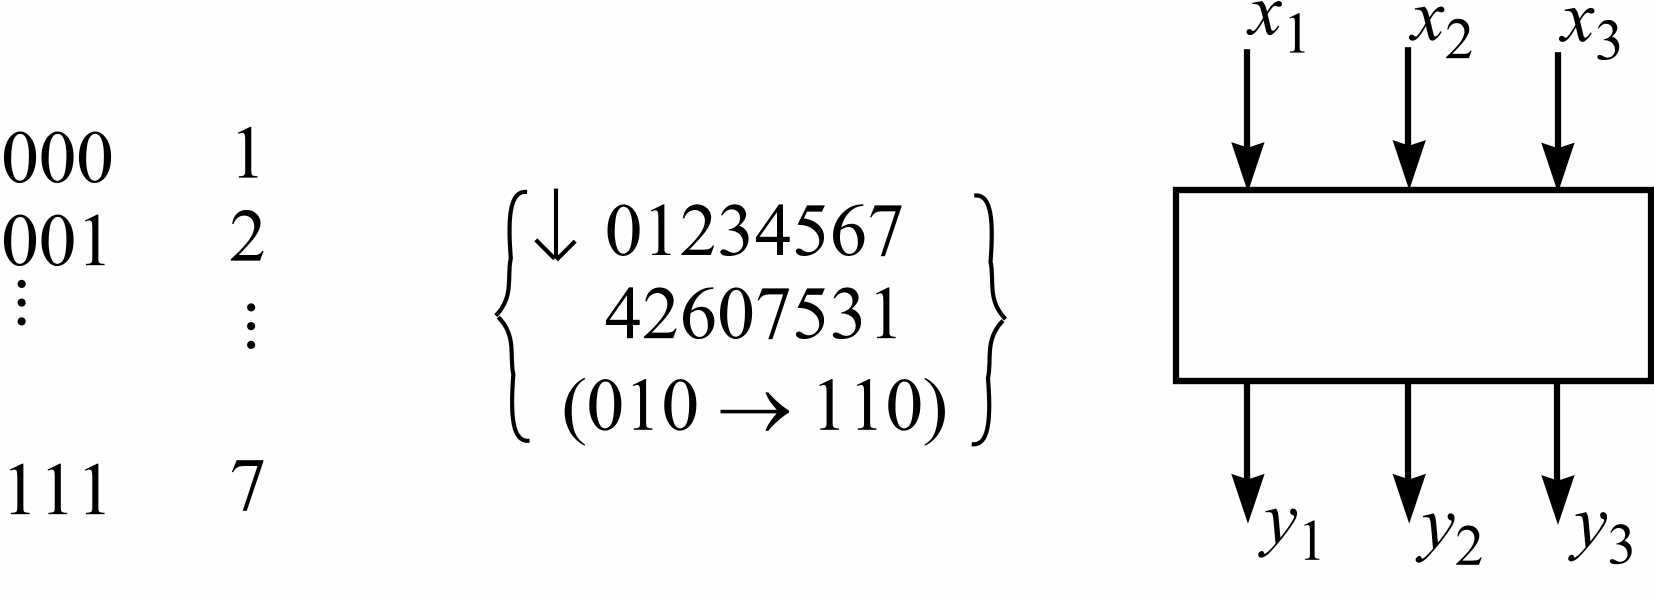 x1 x2 x3
000 1
001 2
⋮ ⋮
111 7
↓ 01234567
42607531
(010 → 110)
y1 y2 y3